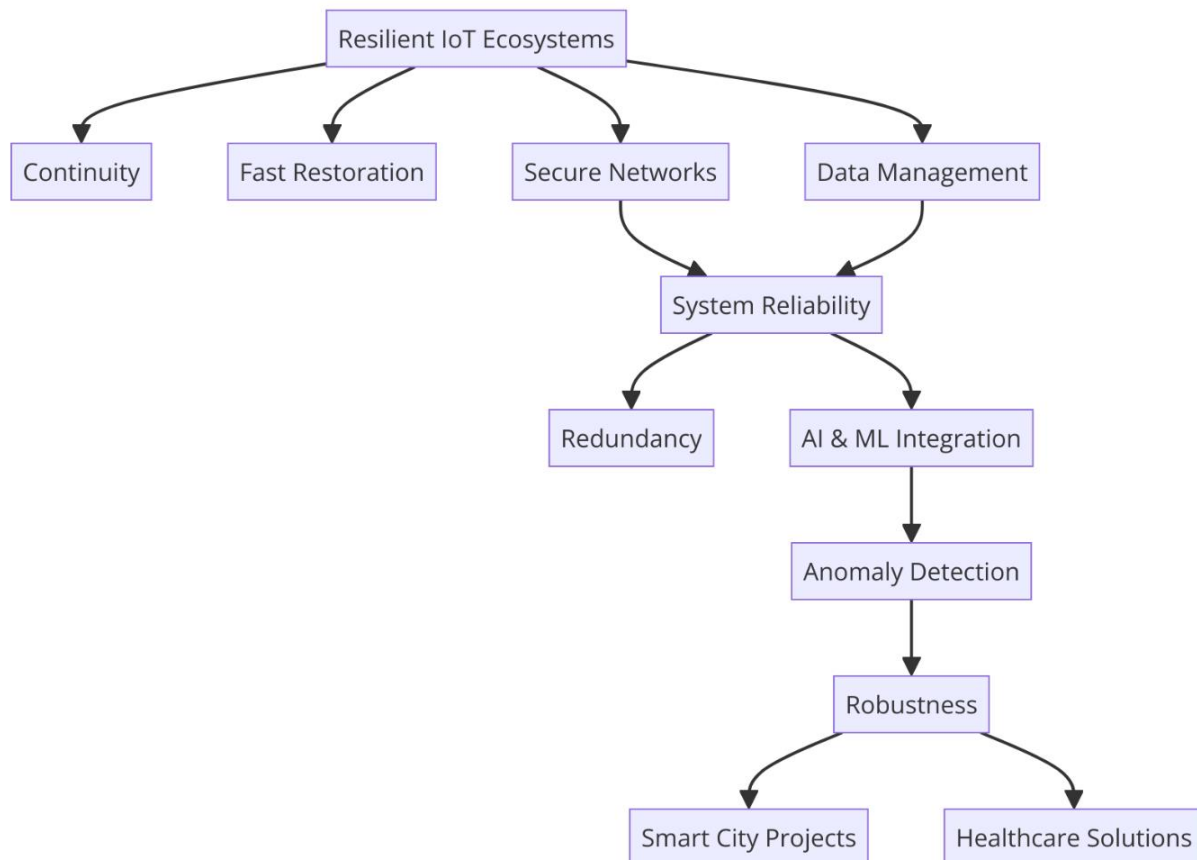 Resilient IoT Ecosystems
Continuity
Fast Restoration
Secure Networks
Data Management
System Reliability
Redundancy
AI & ML Integration
Anomaly Detection
Robustness
Smart City Projects
Healthcare Solutions